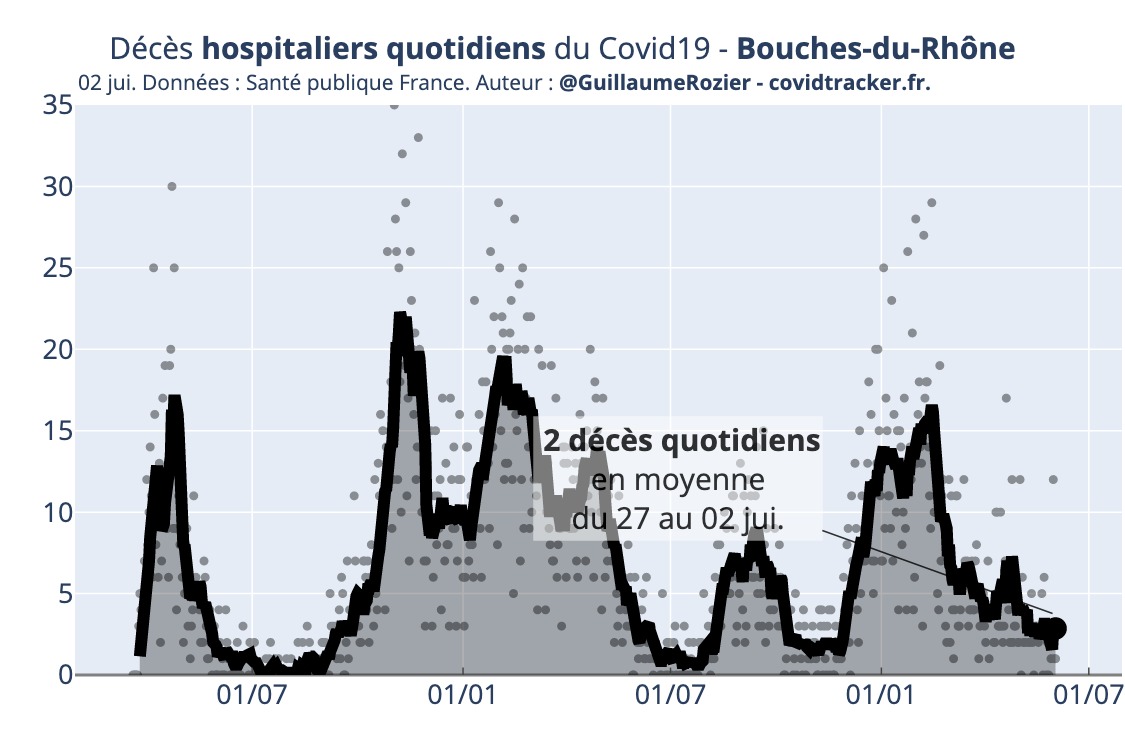 Décès hospitaliers quotidiens du Covid19 - Bouches-du-Rhône
02 jui. Données : Santé publique France. Auteur : @GuillaumeRozier - covidtracker.fr.
35
30
25
20
15
10
5
0
2 décès quotidiens
en moyenne
du 27 au 02 jui.
01/07
01/01
01/07
01/01
01/07